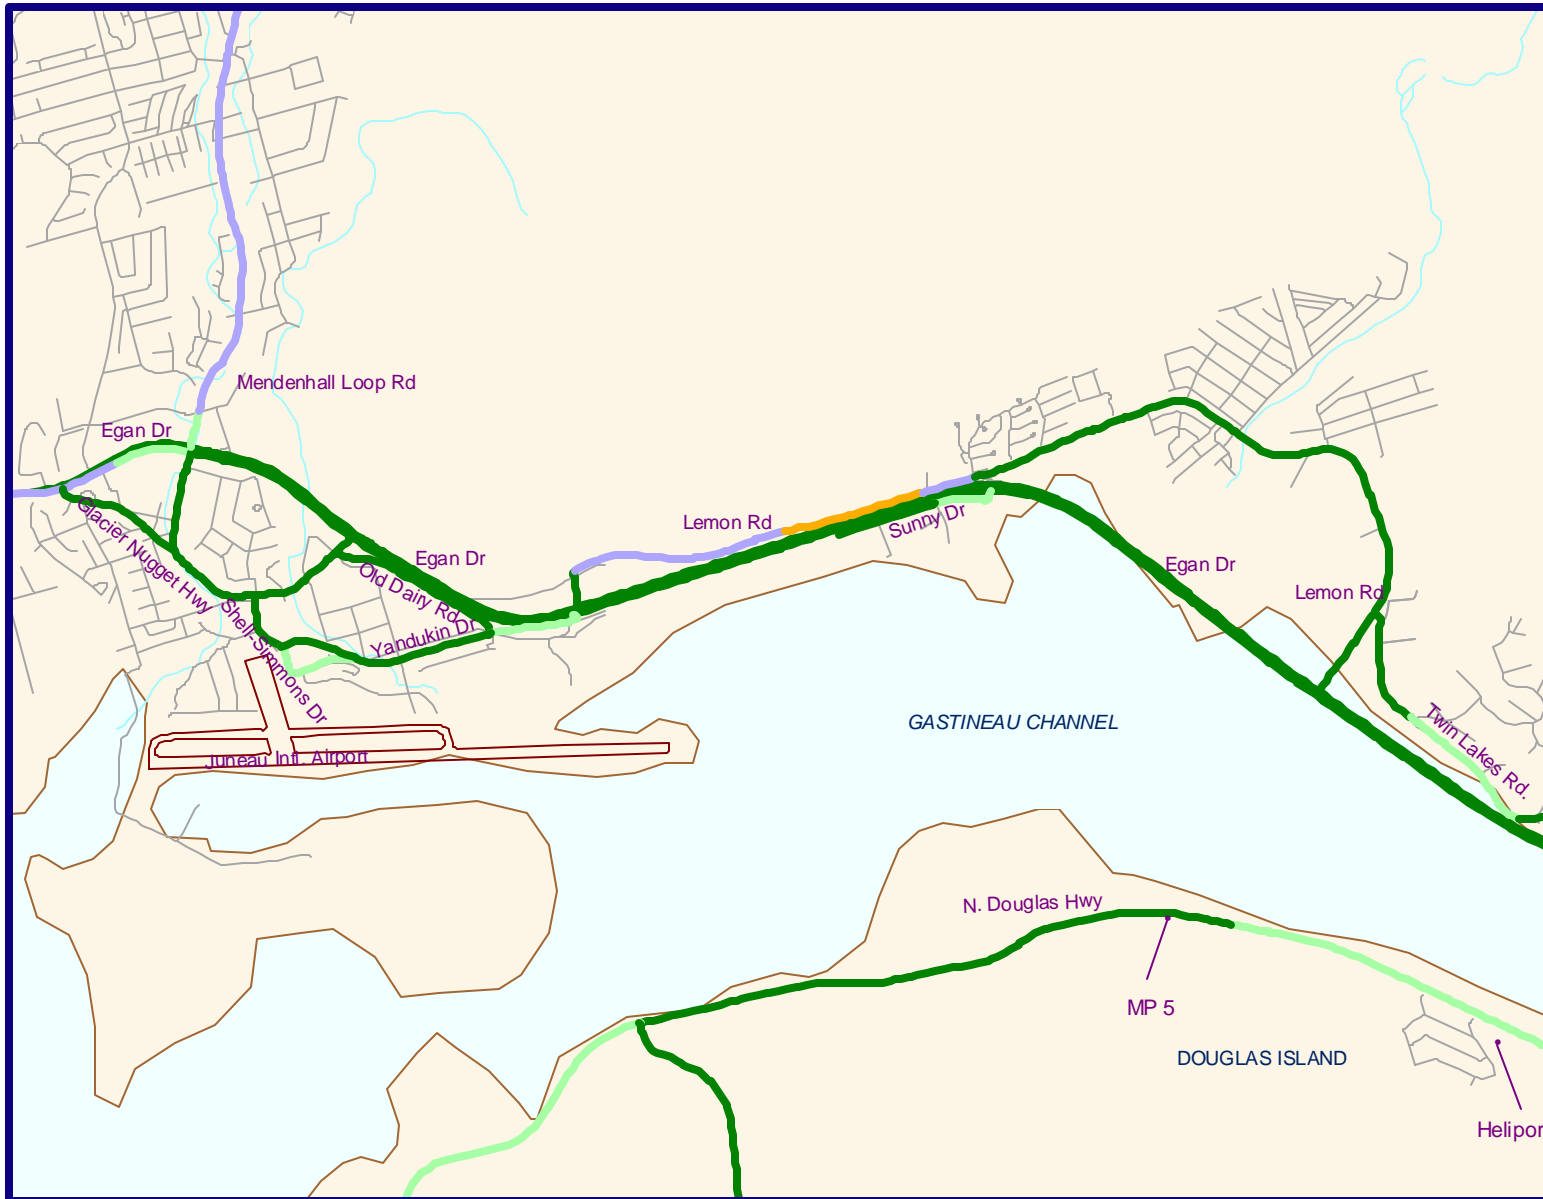 Mendenhall Loop Rd
Egan Dr
Glacier Nugget Hwy
Lemon Rd
Sunny Dr
Egan Dr
Old Dairy Rd
Egan Dr
Shell-Simmons Dr
Yandukin Dr
Lemon Rd
GASTINEAU CHANNEL
Twin Lakes Rd.
Juneau Intl. Airport
N. Douglas Hwy
MP 5
DOUGLAS ISLAND
Helipor